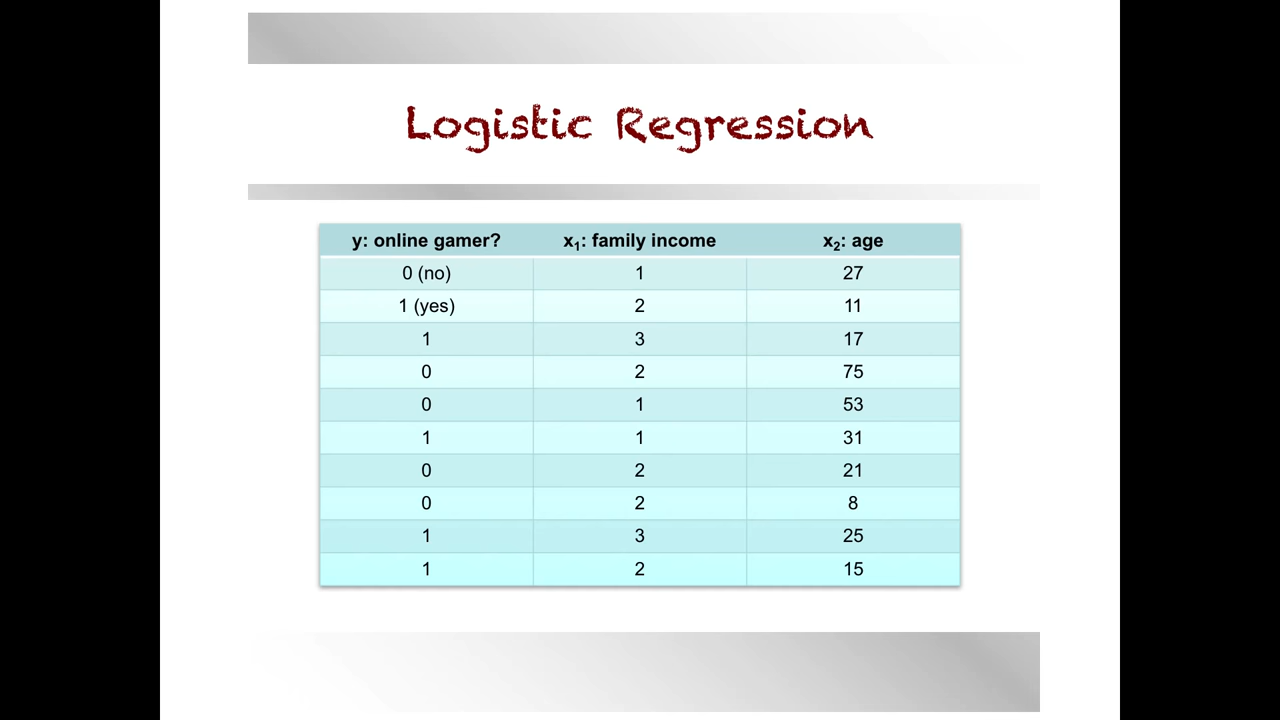 Logistic Regression
y: online gamer? x₁: family income x₂: age
0 (no) 1 27
1 (yes) 2 11
1 3 17
0 2 75
0 1 53
1 1 31
0 2 21
0 2 8
1 3 25
1 2 15